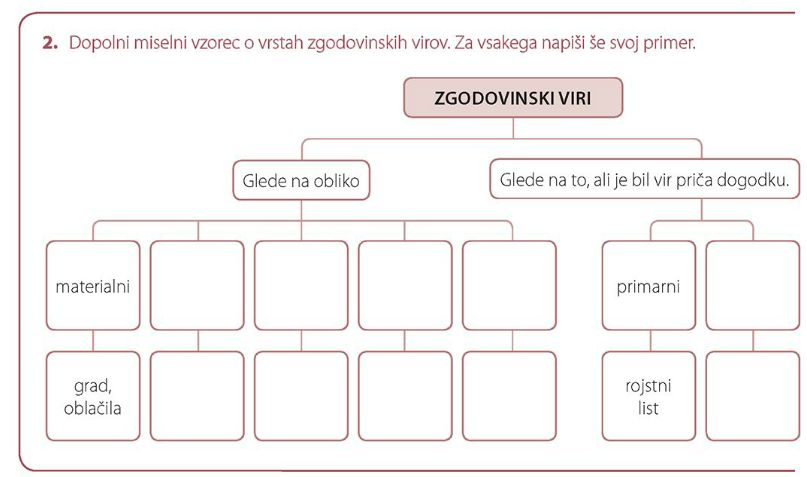 2. Dopolni miselni vzorec o vrstah zgodovinskih virov. Za vsakega napiši še svoj primer.
ZGODOVINSKI VIRI
Glede na obliko
Glede na to, ali je bil vir priča dogodku.
materialni
primarni
grad,
oblačila
rojstni
list